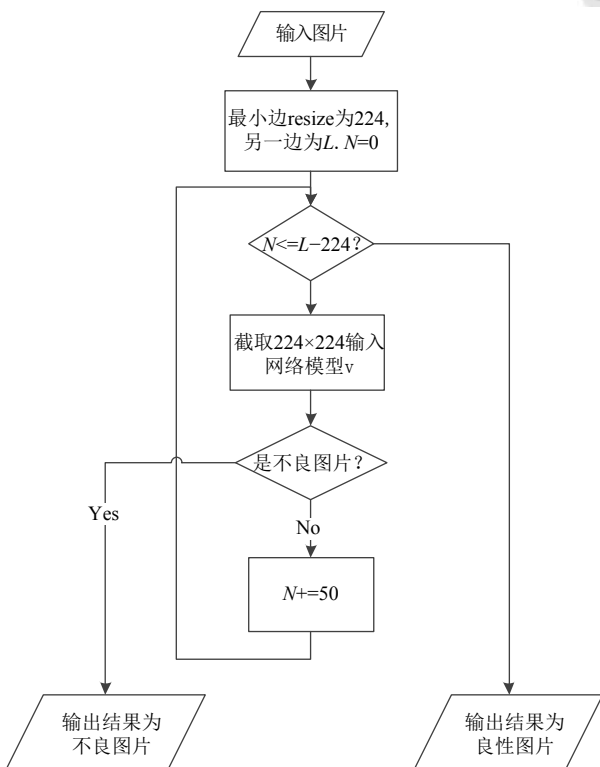 输入图片
最小边resize为224,
另一边为L. N=0
N<=L−224?
截取224×224输入
网络模型v
是不良图片?
Yes
No
N+=50
输出结果为
不良图片
输出结果为
良性图片